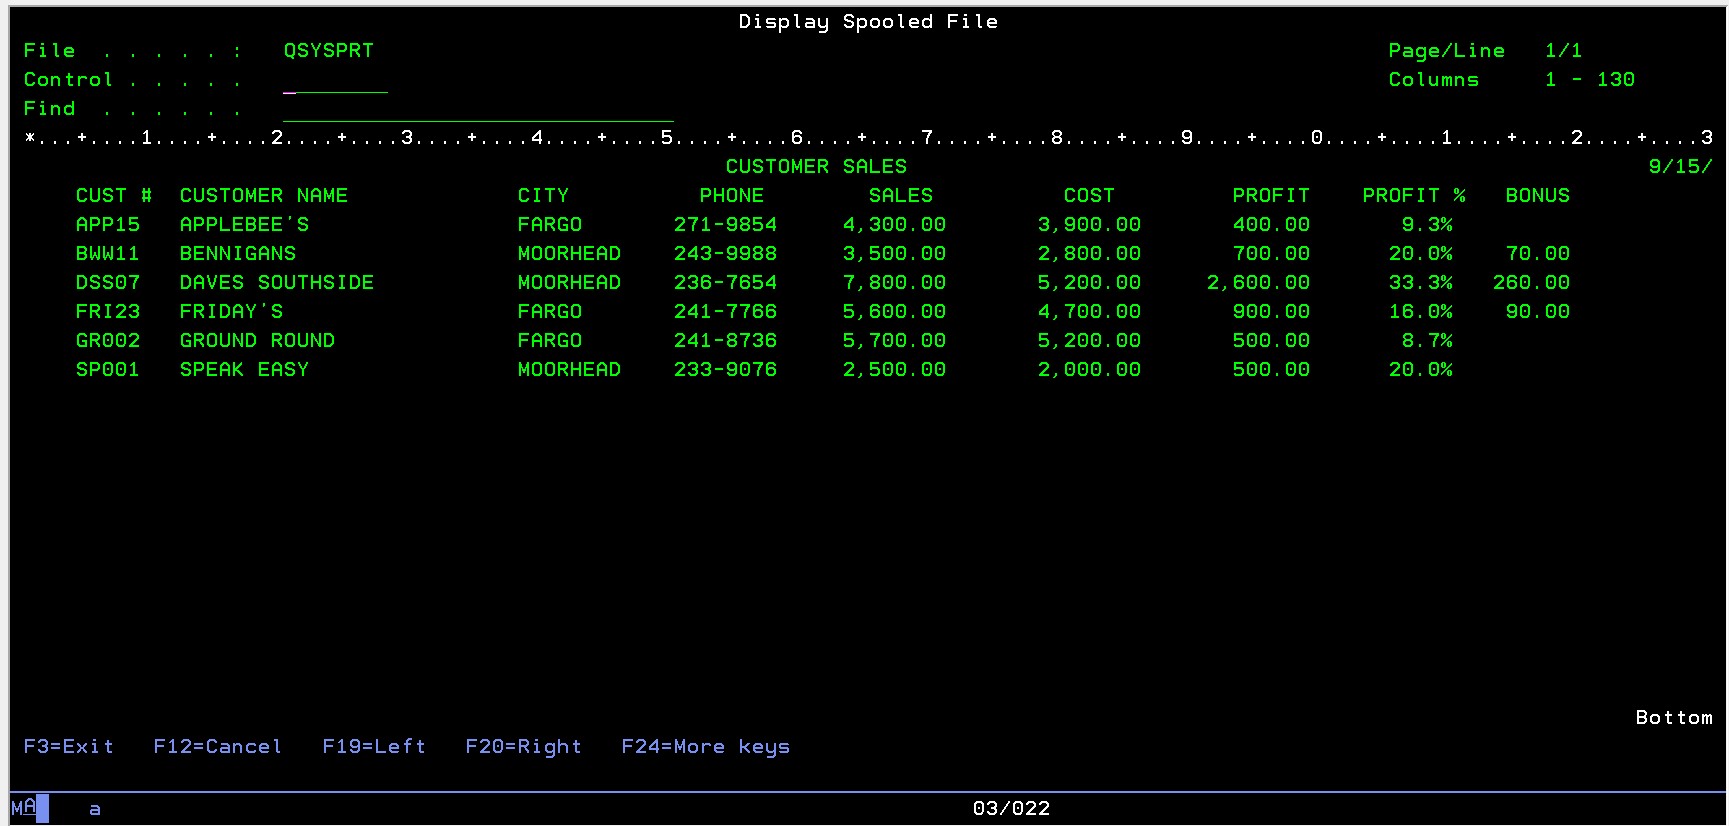 Display Spooled File
File . . . . . : QSYSPRT Page/Line 1/1
Control . . . . . Columns 1 - 130
Find . . . . . .
*...+....1....+....2....+....3....+....4....+....5....+....6....+....7....+....8....+....9....+....0....+....1....+....2....+....3
CUSTOMER SALES 9/15/
CUST # CUSTOMER NAME CITY PHONE SALES COST PROFIT PROFIT % BONUS
APP15 APPLEBEE'S FARGO 271-9854 4,300.00 3,900.00 400.00 9.3%
BWW11 BENNIGANS MOORHEAD 243-9988 3,500.00 2,800.00 700.00 20.0% 70.00
DSS07 DAVES SOUTHSIDE MOORHEAD 236-7654 7,800.00 5,200.00 2,600.00 33.3% 260.00
FRI23 FRIDAY'S FARGO 241-7766 5,600.00 4,700.00 900.00 16.0% 90.00
GR002 GROUND ROUND FARGO 241-8736 5,700.00 5,200.00 500.00 8.7%
SP001 SPEAK EASY MOORHEAD 233-9076 2,500.00 2,000.00 500.00 20.0%
Bottom
F3=Exit F12=Cancel F19=Left F20=Right F24=More keys
MA a 03/022